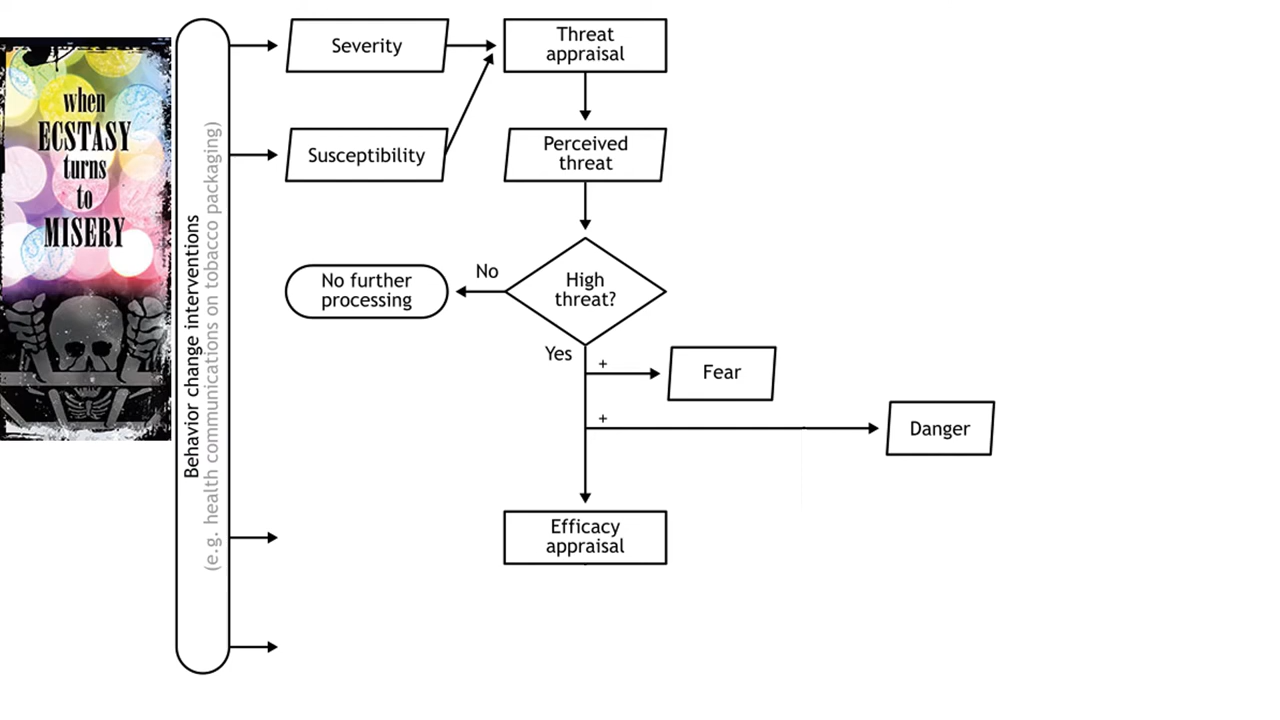 when
ECSTASY
turns
to
MISERY
Behavior change interventions
(e.g. health communications on tobacco packaging)
Severity
Threat
appraisal
Susceptibility
Perceived
threat
No further
processing
No
High
threat?
Yes
+
Fear
+
Danger
Efficacy
appraisal